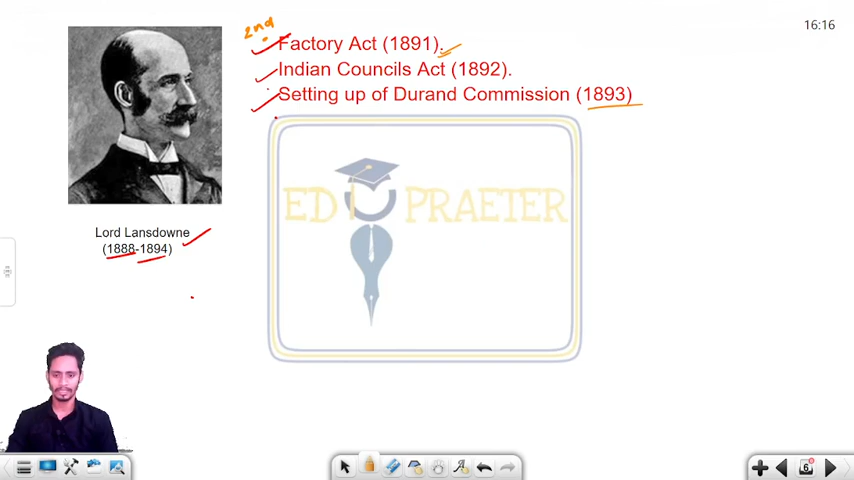 16:16
2nd
Factory Act (1891).
Indian Councils Act (1892).
Setting up of Durand Commission (1893)
EDUPRAETER
Lord Lansdowne
(1888-1894)
6